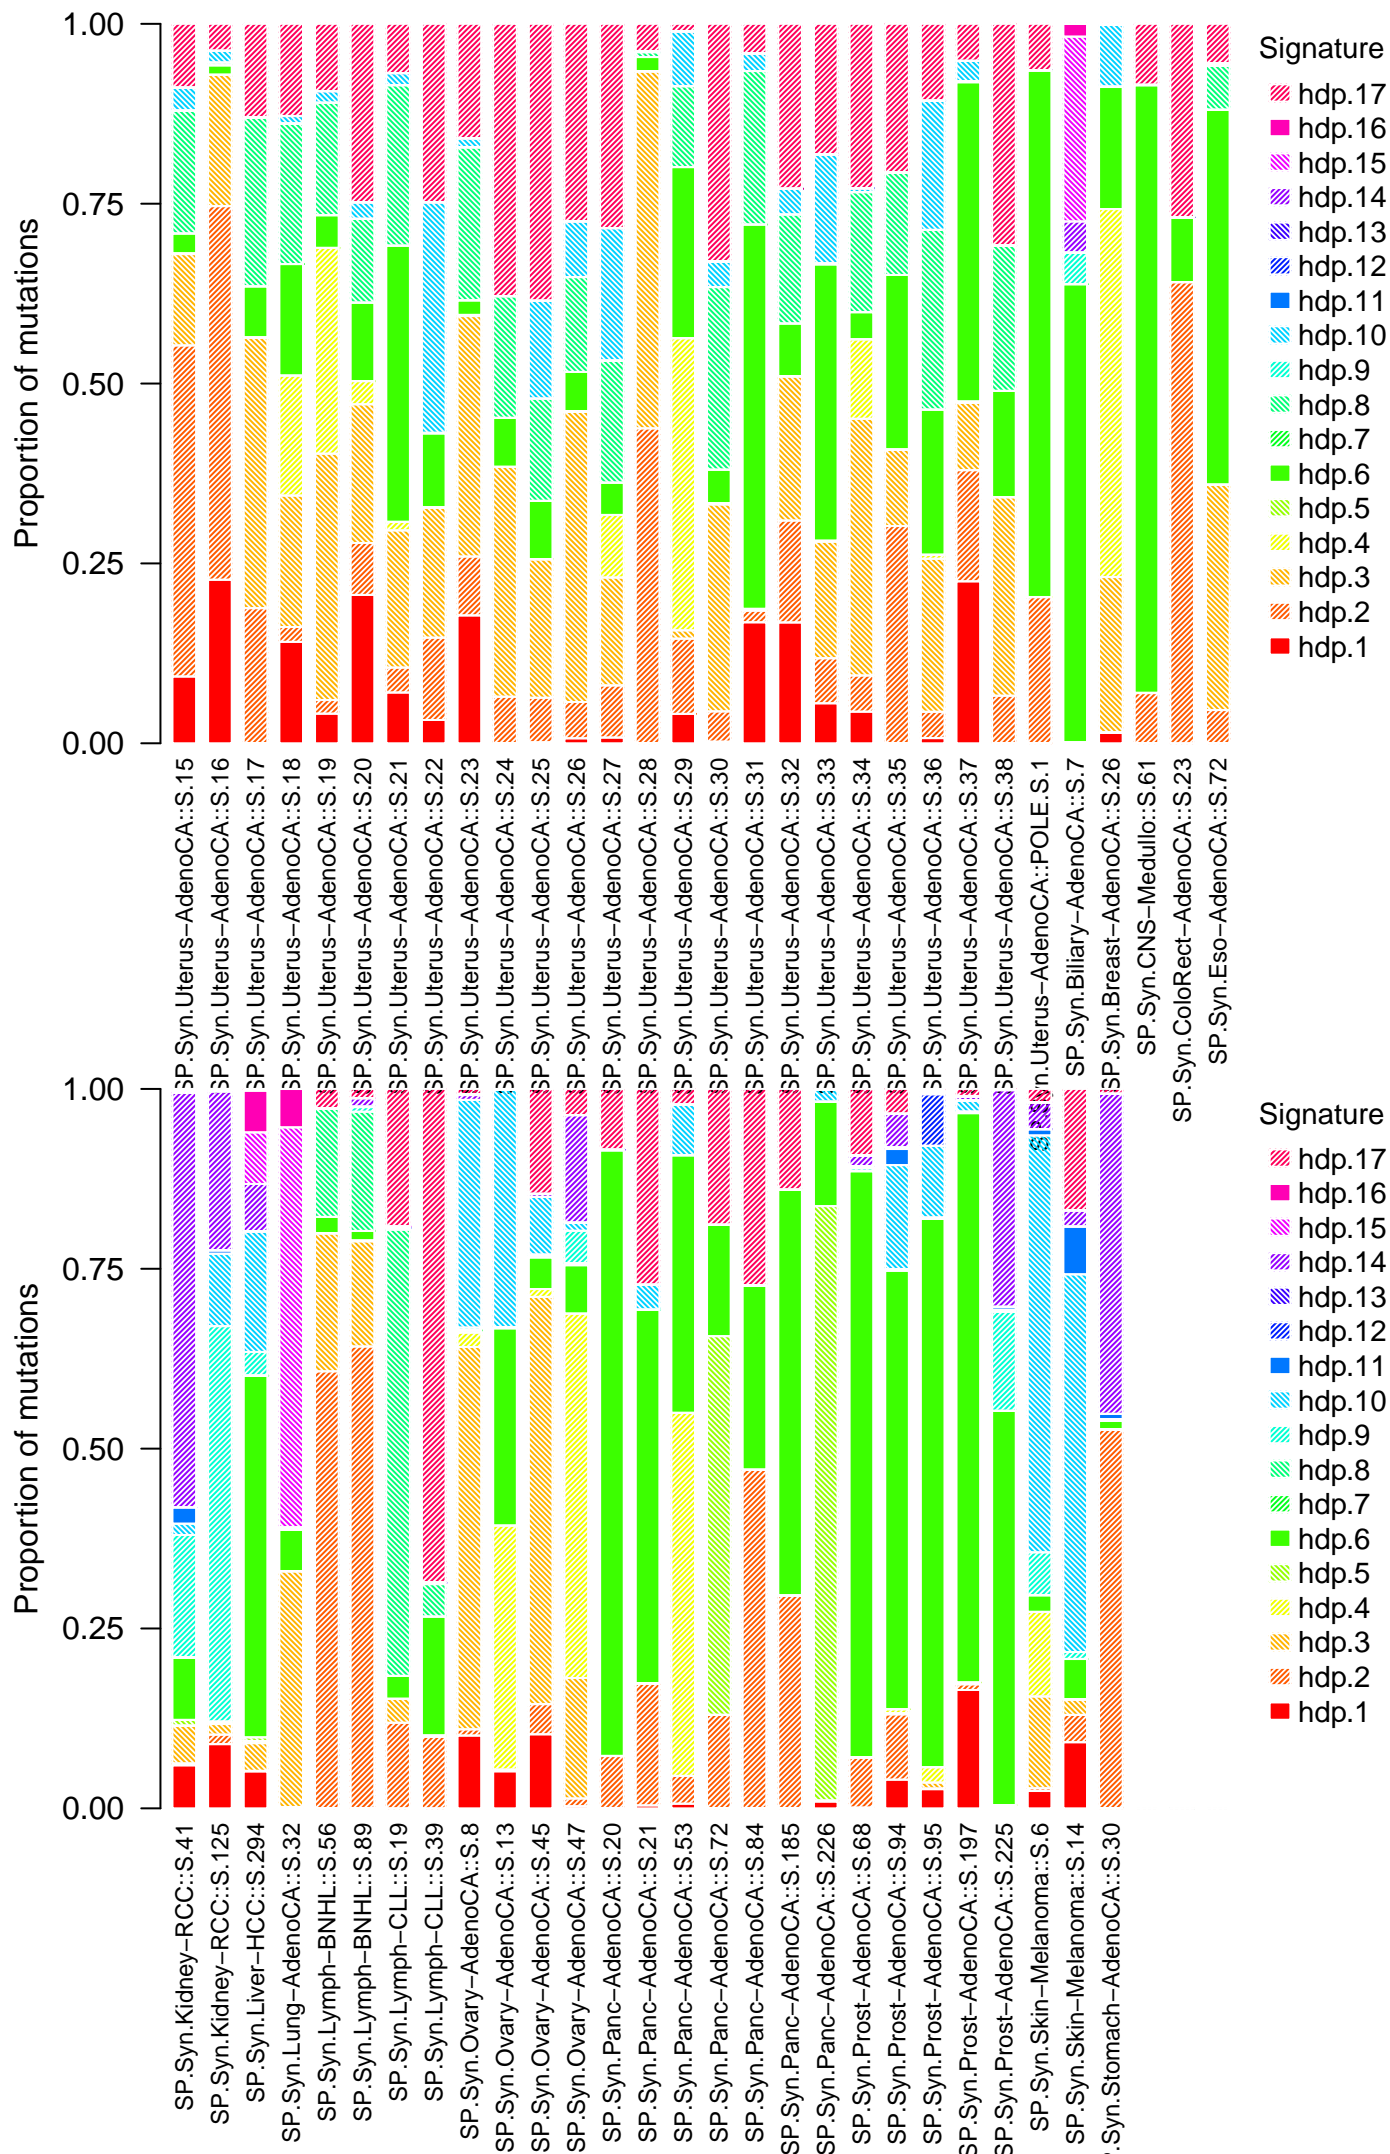 1.00
0.75
0.50
0.25
0.00
Proportion of mutations
SP.Syn.Uterus−AdenoCA::S.15
SP.Syn.Uterus−AdenoCA::S.16
SP.Syn.Uterus−AdenoCA::S.17
SP.Syn.Uterus−AdenoCA::S.18
SP.Syn.Uterus−AdenoCA::S.19
SP.Syn.Uterus−AdenoCA::S.20
SP.Syn.Uterus−AdenoCA::S.21
SP.Syn.Uterus−AdenoCA::S.22
SP.Syn.Uterus−AdenoCA::S.23
SP.Syn.Uterus−AdenoCA::S.24
SP.Syn.Uterus−AdenoCA::S.25
SP.Syn.Uterus−AdenoCA::S.26
SP.Syn.Uterus−AdenoCA::S.27
SP.Syn.Uterus−AdenoCA::S.28
SP.Syn.Uterus−AdenoCA::S.29
SP.Syn.Uterus−AdenoCA::S.30
SP.Syn.Uterus−AdenoCA::S.31
SP.Syn.Uterus−AdenoCA::S.32
SP.Syn.Uterus−AdenoCA::S.33
SP.Syn.Uterus−AdenoCA::S.34
SP.Syn.Uterus−AdenoCA::S.35
SP.Syn.Uterus−AdenoCA::S.36
SP.Syn.Uterus−AdenoCA::S.37
SP.Syn.Uterus−AdenoCA::S.38
SP.Syn.Uterus−AdenoCA::POLE.S.1
SP.Syn.Biliary−AdenoCA::S.7
SP.Syn.Breast−AdenoCA::S.26
SP.Syn.CNS−Medullo::S.61
SP.Syn.ColoRect−AdenoCA::S.23
SP.Syn.Eso−AdenoCA::S.72
Signature
hdp.17
hdp.16
hdp.15
hdp.14
hdp.13
hdp.12
hdp.11
hdp.10
hdp.9
hdp.8
hdp.7
hdp.6
hdp.5
hdp.4
hdp.3
hdp.2
hdp.1
1.00
0.75
0.50
0.25
0.00
Proportion of mutations
SP.Syn.Kidney−RCC::S.41
SP.Syn.Kidney−RCC::S.125
SP.Syn.Liver−HCC::S.294
SP.Syn.Lung−AdenoCA::S.32
SP.Syn.Lymph−BNHL::S.56
SP.Syn.Lymph−BNHL::S.89
SP.Syn.Lymph−CLL::S.19
SP.Syn.Lymph−CLL::S.39
SP.Syn.Ovary−AdenoCA::S.8
SP.Syn.Ovary−AdenoCA::S.13
SP.Syn.Ovary−AdenoCA::S.45
SP.Syn.Ovary−AdenoCA::S.47
SP.Syn.Panc−AdenoCA::S.20
SP.Syn.Panc−AdenoCA::S.21
SP.Syn.Panc−AdenoCA::S.53
SP.Syn.Panc−AdenoCA::S.72
SP.Syn.Panc−AdenoCA::S.84
SP.Syn.Panc−AdenoCA::S.185
SP.Syn.Panc−AdenoCA::S.226
SP.Syn.Prost−AdenoCA::S.68
SP.Syn.Prost−AdenoCA::S.94
SP.Syn.Prost−AdenoCA::S.95
SP.Syn.Prost−AdenoCA::S.197
SP.Syn.Prost−AdenoCA::S.225
SP.Syn.Skin−Melanoma::S.6
SP.Syn.Skin−Melanoma::S.14
.Syn.Stomach−AdenoCA::S.30
Signature
hdp.17
hdp.16
hdp.15
hdp.14
hdp.13
hdp.12
hdp.11
hdp.10
hdp.9
hdp.8
hdp.7
hdp.6
hdp.5
hdp.4
hdp.3
hdp.2
hdp.1